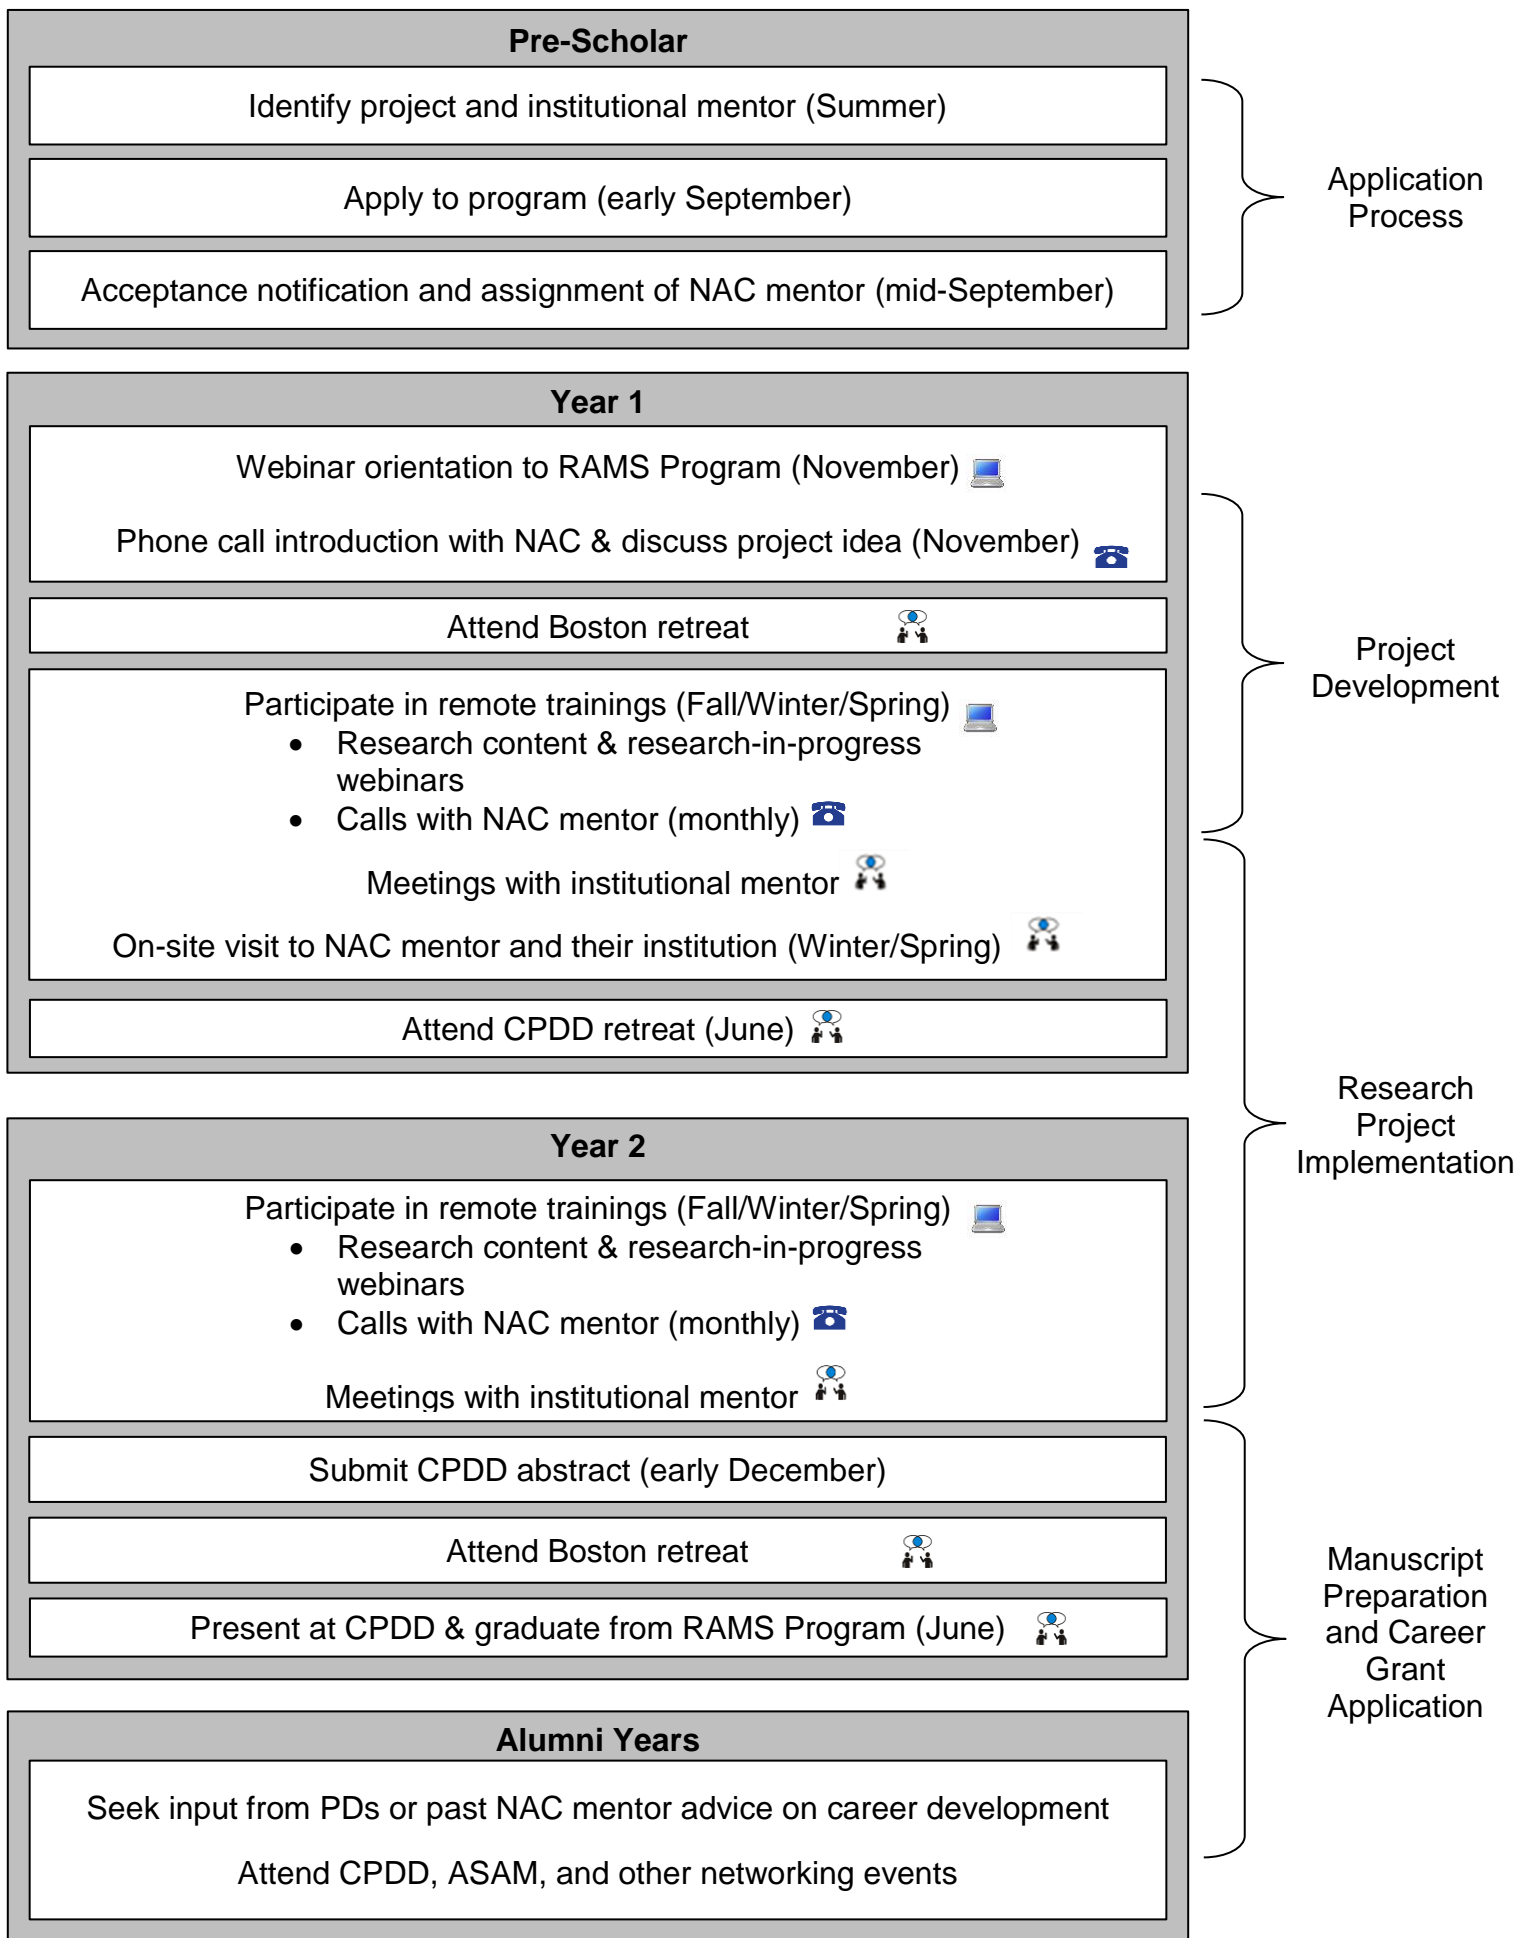 Pre-Scholar
Identify project and institutional mentor (Summer)
Apply to program (early September)
Acceptance notification and assignment of NAC mentor (mid-September)
Application
Process
Year 1
Webinar orientation to RAMS Program (November)
Phone call introduction with NAC & discuss project idea (November)
Attend Boston retreat
Participate in remote trainings (Fall/Winter/Spring)
• Research content & research-in-progress
webinars
• Calls with NAC mentor (monthly)
Meetings with institutional mentor
On-site visit to NAC mentor and their institution (Winter/Spring)
Attend CPDD retreat (June)
Project
Development
Research
Project
Implementation
Year 2
Participate in remote trainings (Fall/Winter/Spring)
• Research content & research-in-progress
webinars
• Calls with NAC mentor (monthly)
Meetings with institutional mentor
Submit CPDD abstract (early December)
Attend Boston retreat
Present at CPDD & graduate from RAMS Program (June)
Manuscript
Preparation
and Career
Grant
Application
Alumni Years
Seek input from PDs or past NAC mentor advice on career development
Attend CPDD, ASAM, and other networking events